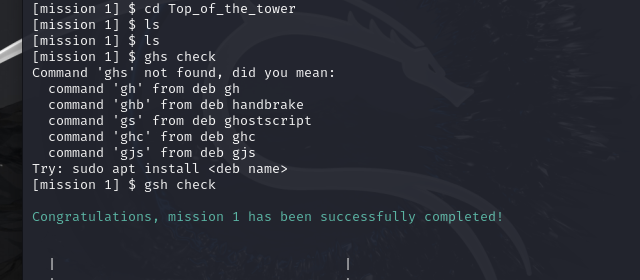 [mission 1] $ cd Top_of_the_tower
[mission 1] $ ls
[mission 1] $ ls
[mission 1] $ ghs check
Command 'ghs' not found, did you mean:
  command 'gh' from deb gh
  command 'ghb' from deb handbrake
  command 'gs' from deb ghostscript
  command 'ghc' from deb ghc
  command 'gjs' from deb gjs
Try: sudo apt install <deb name>
[mission 1] $ gsh check
Congratulations, mission 1 has been successfully completed!